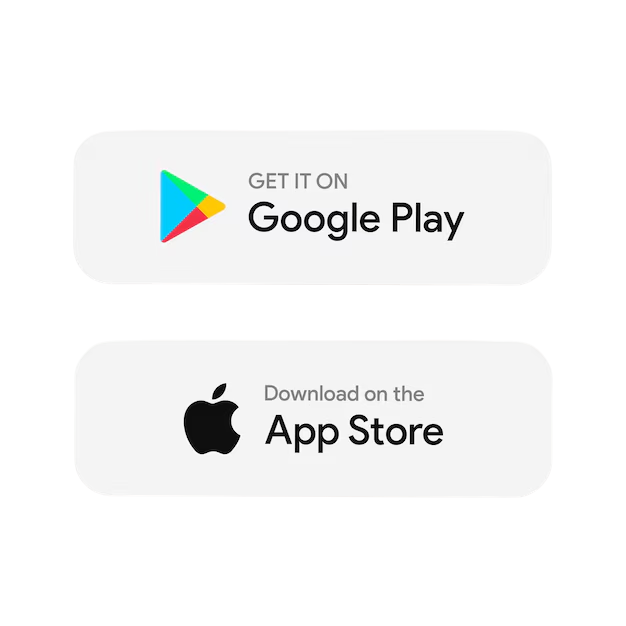 GET IT ON
Google Play
Download on the
App Store